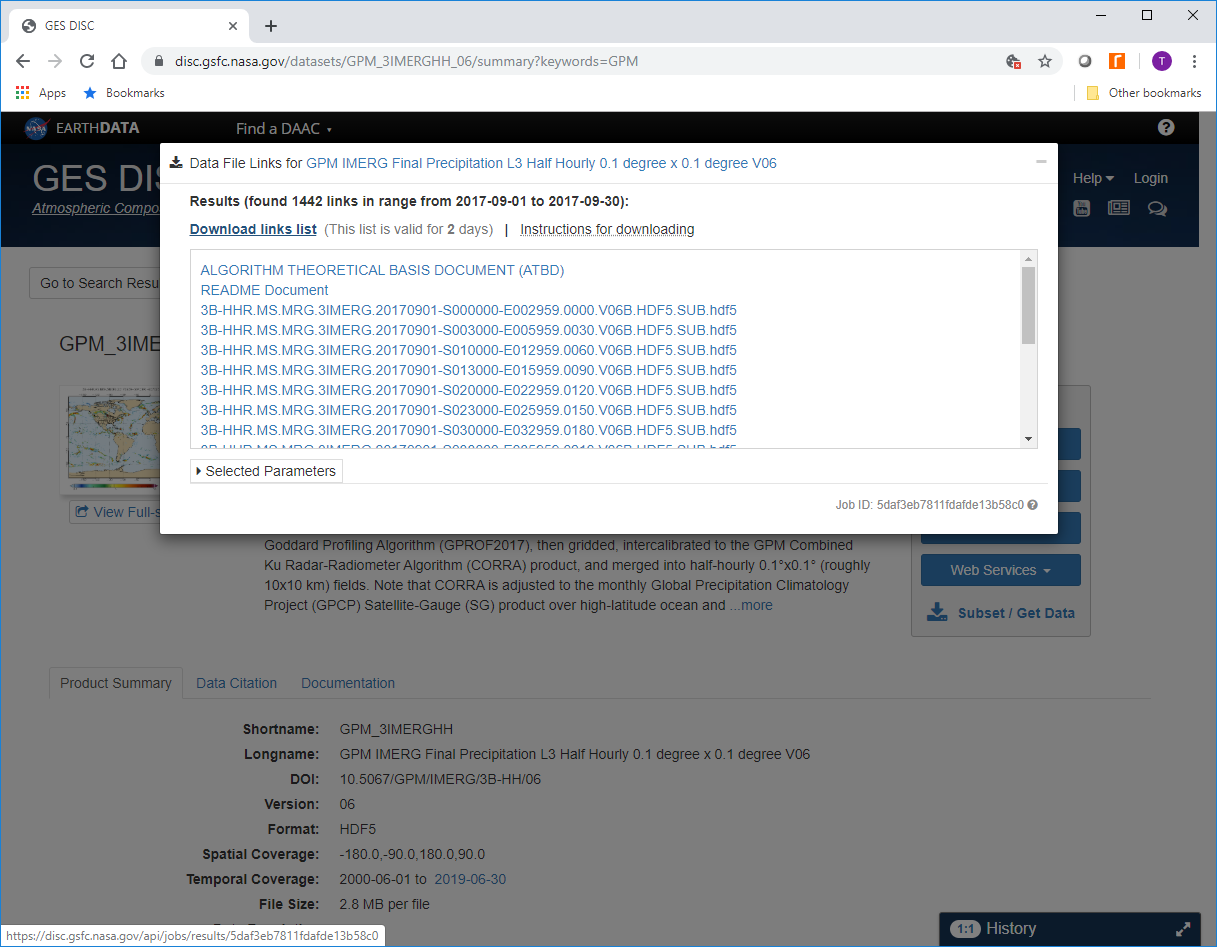 GES DISC
disc.gsfc.nasa.gov/datasets/GPM_3IMERGHH_06/summary?keywords=GPM
T
Apps
Bookmarks
Other bookmarks
NASA
EARTHDATA
Find a DAAC
?
GES DIS
Atmospheric Compo
Help
Login
Data File Links for GPM IMERG Final Precipitation L3 Half Hourly 0.1 degree x 0.1 degree V06
Results (found 1442 links in range from 2017-09-01 to 2017-09-30):
Download links list (This list is valid for 2 days) | Instructions for downloading
ALGORITHM THEORETICAL BASIS DOCUMENT (ATBD)
README Document
3B-HHR.MS.MRG.3IMERG.20170901-S000000-E002959.0000.V06B.HDF5.SUB.hdf5
3B-HHR.MS.MRG.3IMERG.20170901-S003000-E005959.0030.V06B.HDF5.SUB.hdf5
3B-HHR.MS.MRG.3IMERG.20170901-S010000-E012959.0060.V06B.HDF5.SUB.hdf5
3B-HHR.MS.MRG.3IMERG.20170901-S013000-E015959.0090.V06B.HDF5.SUB.hdf5
3B-HHR.MS.MRG.3IMERG.20170901-S020000-E022959.0120.V06B.HDF5.SUB.hdf5
3B-HHR.MS.MRG.3IMERG.20170901-S023000-E025959.0150.V06B.HDF5.SUB.hdf5
3B-HHR.MS.MRG.3IMERG.20170901-S030000-E032959.0180.V06B.HDF5.SUB.hdf5
Selected Parameters
Job ID: 5daf3eb7811fdafde13b58c0 ?
Go to Search Resu
GPM_3IME
View Full-s
Goddard Profiling Algorithm (GPROF2017), then gridded, intercalibrated to the GPM Combined
Ku Radar-Radiometer Algorithm (CORRA) product, and merged into half-hourly 0.1°x0.1° (roughly
10x10 km) fields. Note that CORRA is adjusted to the monthly Global Precipitation Climatology
Project (GPCP) Satellite-Gauge (SG) product over high-latitude ocean and ...more
Web Services
Subset / Get Data
Product Summary
Data Citation
Documentation
Shortname: GPM_3IMERGHH
Longname: GPM IMERG Final Precipitation L3 Half Hourly 0.1 degree x 0.1 degree V06
DOI: 10.5067/GPM/IMERG/3B-HH/06
Version: 06
Format: HDF5
Spatial Coverage: -180.0,-90.0,180.0,90.0
Temporal Coverage: 2000-06-01 to 2019-06-30
File Size: 2.8 MB per file
https://disc.gsfc.nasa.gov/api/jobs/results/5daf3eb7811fdafde13b58c0
1:1 History